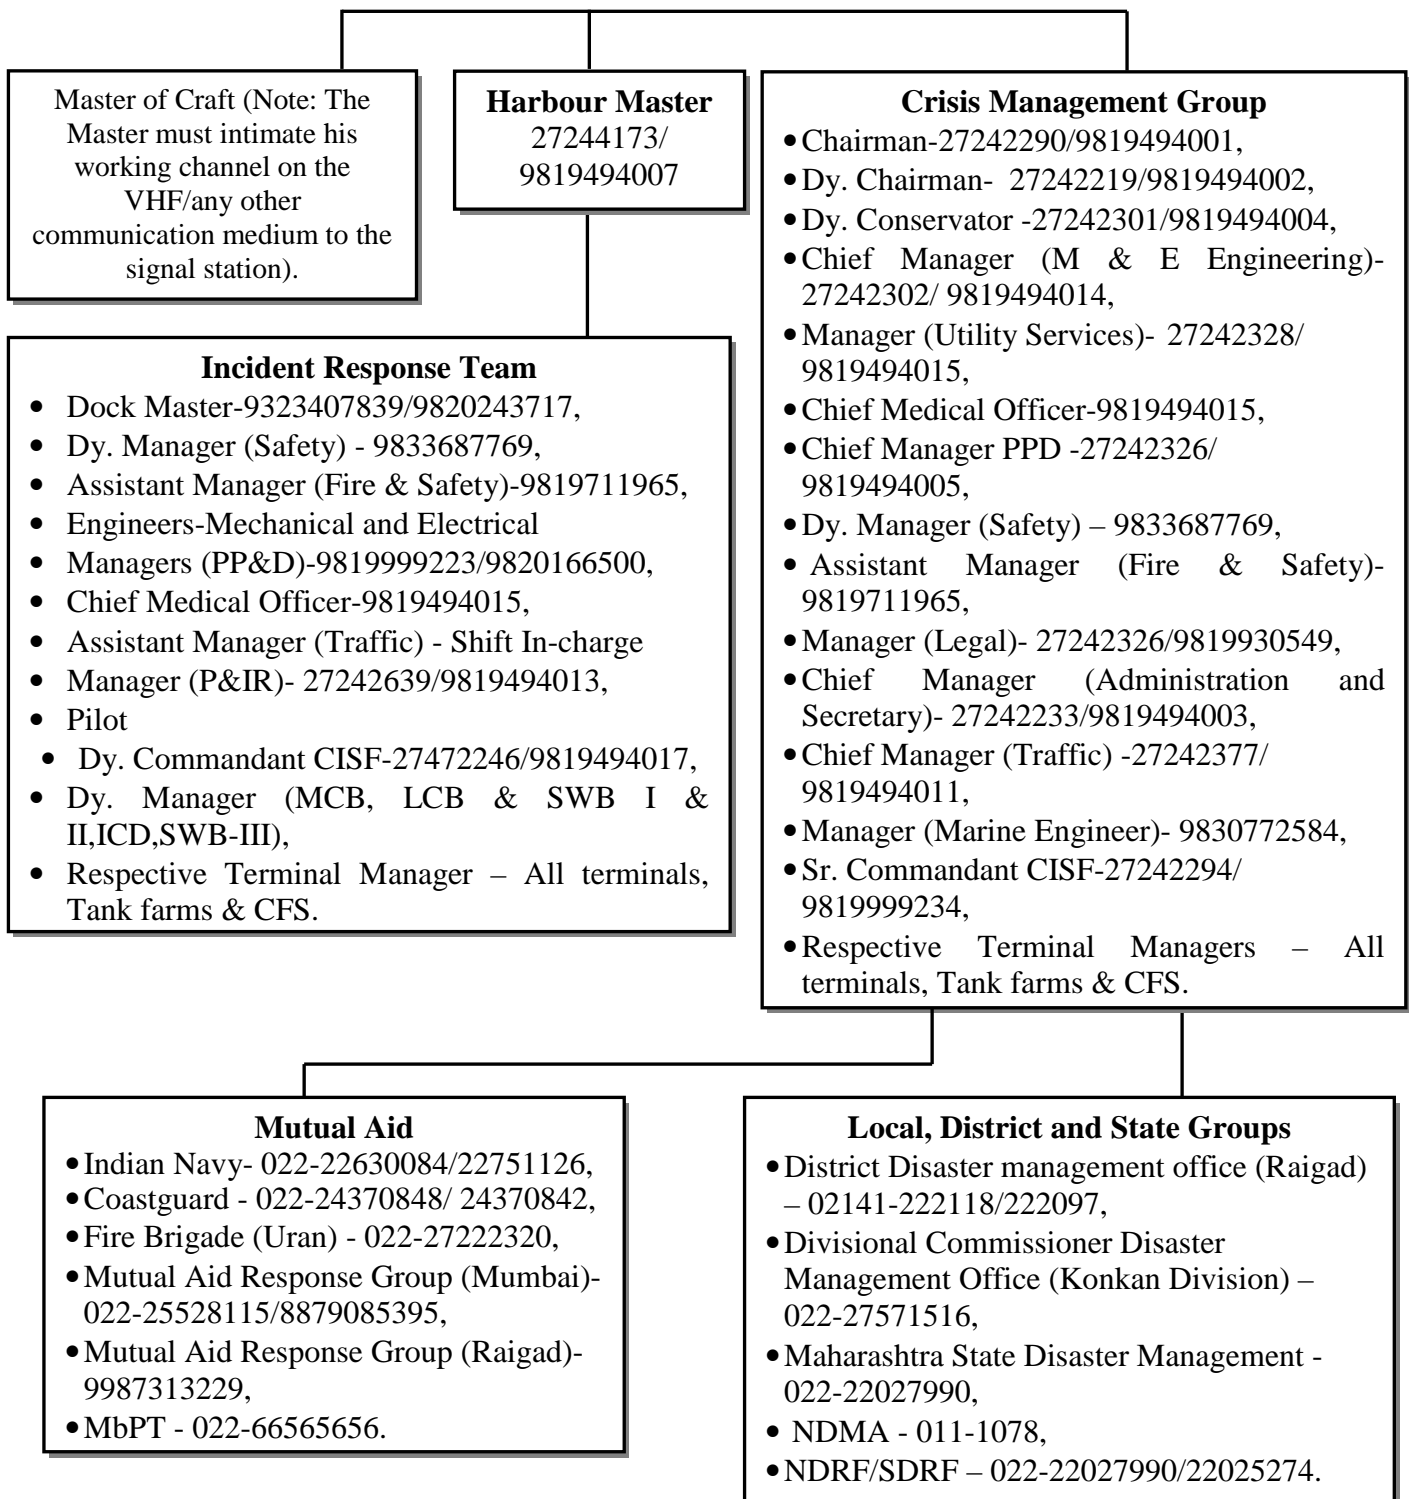 Master of Craft (Note: The
Master must intimate his
working channel on the
VHF/any other
communication medium to the
signal station).
Harbour Master
27244173/
9819494007
Crisis Management Group
•Chairman-27242290/9819494001,
•Dy. Chairman- 27242219/9819494002,
•Dy. Conservator -27242301/9819494004,
•Chief Manager (M & E Engineering)-
27242302/ 9819494014,
•Manager (Utility Services)- 27242328/
9819494015,
•Chief Medical Officer-9819494015,
•Chief Manager PPD -27242326/
9819494005,
•Dy. Manager (Safety) – 9833687769,
• Assistant Manager (Fire & Safety)-
9819711965,
•Manager (Legal)- 27242326/9819930549,
•Chief Manager (Administration and
Secretary)- 27242233/9819494003,
•Chief Manager (Traffic) -27242377/
9819494011,
•Manager (Marine Engineer)- 9830772584,
•Sr. Commandant CISF-27242294/
9819999234,
•Respective Terminal Managers – All
terminals, Tank farms & CFS.
Incident Response Team
• Dock Master-9323407839/9820243717,
• Dy. Manager (Safety) - 9833687769,
• Assistant Manager (Fire & Safety)-9819711965,
• Engineers-Mechanical and Electrical
• Managers (PP&D)-9819999223/9820166500,
• Chief Medical Officer-9819494015,
• Assistant Manager (Traffic) - Shift In-charge
• Manager (P&IR)- 27242639/9819494013,
• Pilot
• Dy. Commandant CISF-27472246/9819494017,
• Dy. Manager (MCB, LCB & SWB I &
II,ICD,SWB-III),
• Respective Terminal Manager – All terminals,
Tank farms & CFS.
Mutual Aid
•Indian Navy- 022-22630084/22751126,
•Coastguard - 022-24370848/ 24370842,
•Fire Brigade (Uran) - 022-27222320,
•Mutual Aid Response Group (Mumbai)-
022-25528115/8879085395,
•Mutual Aid Response Group (Raigad)-
9987313229,
•MbPT - 022-66565656.
Local, District and State Groups
•District Disaster management office (Raigad)
– 02141-222118/222097,
•Divisional Commissioner Disaster
Management Office (Konkan Division) –
022-27571516,
•Maharashtra State Disaster Management -
022-22027990,
• NDMA - 011-1078,
•NDRF/SDRF – 022-22027990/22025274.